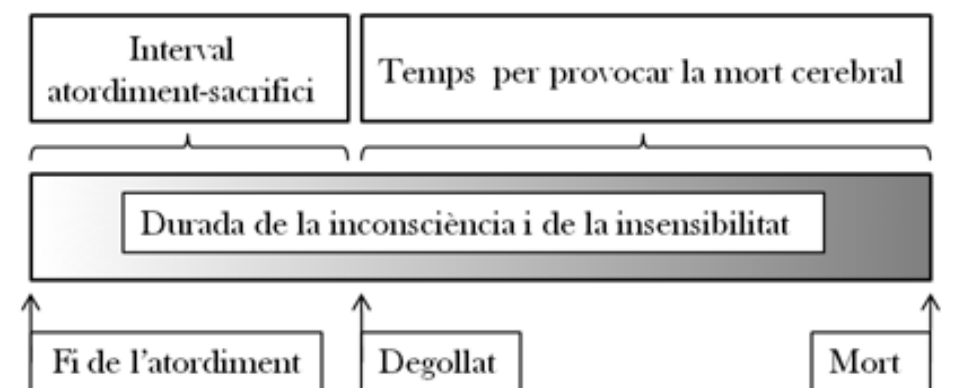 Interval
atordiment-sacrifici
Temps per provocar la mort cerebral
Durada de la inconsciència i de la insensibilitat
Fi de l'atordiment
Degollat
Mort